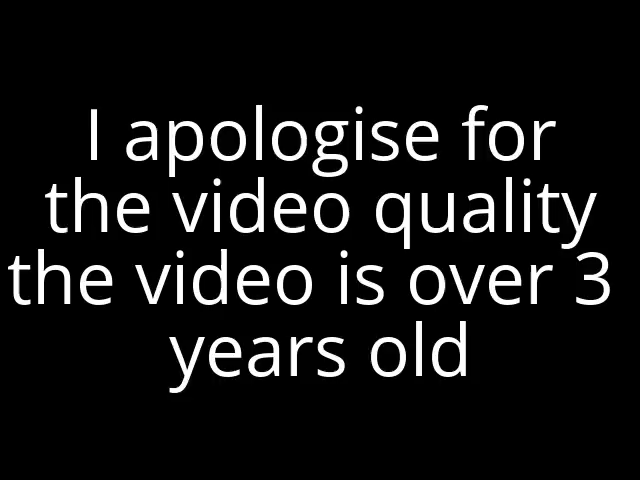 I apologise for
the video quality
the video is over 3
years old